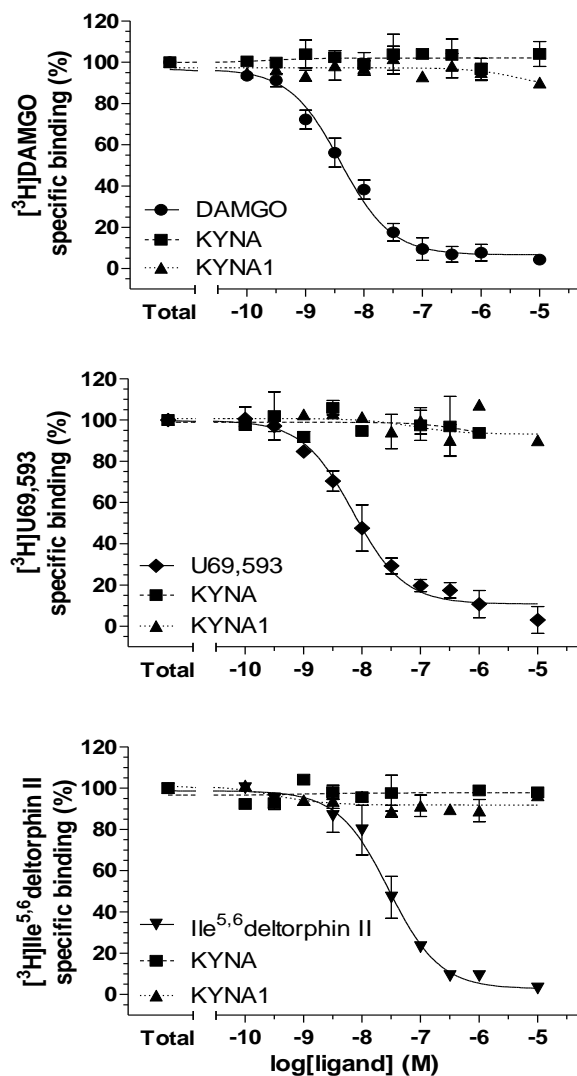 [³H]DAMGO
specific binding (%)
120
100
80
60
40
20
0
DAMGO
KYNA
KYNA1
Total -10 -9 -8 -7 -6 -5
[³H]U69,593
specific binding (%)
120
100
80
60
40
20
0
U69,593
KYNA
KYNA1
Total -10 -9 -8 -7 -6 -5
[³H]Ile⁵,⁶deltorphin II
specific binding (%)
120
100
80
60
40
20
0
Ile⁵,⁶deltorphin II
KYNA
KYNA1
Total -10 -9 -8 -7 -6 -5
log[ligand] (M)